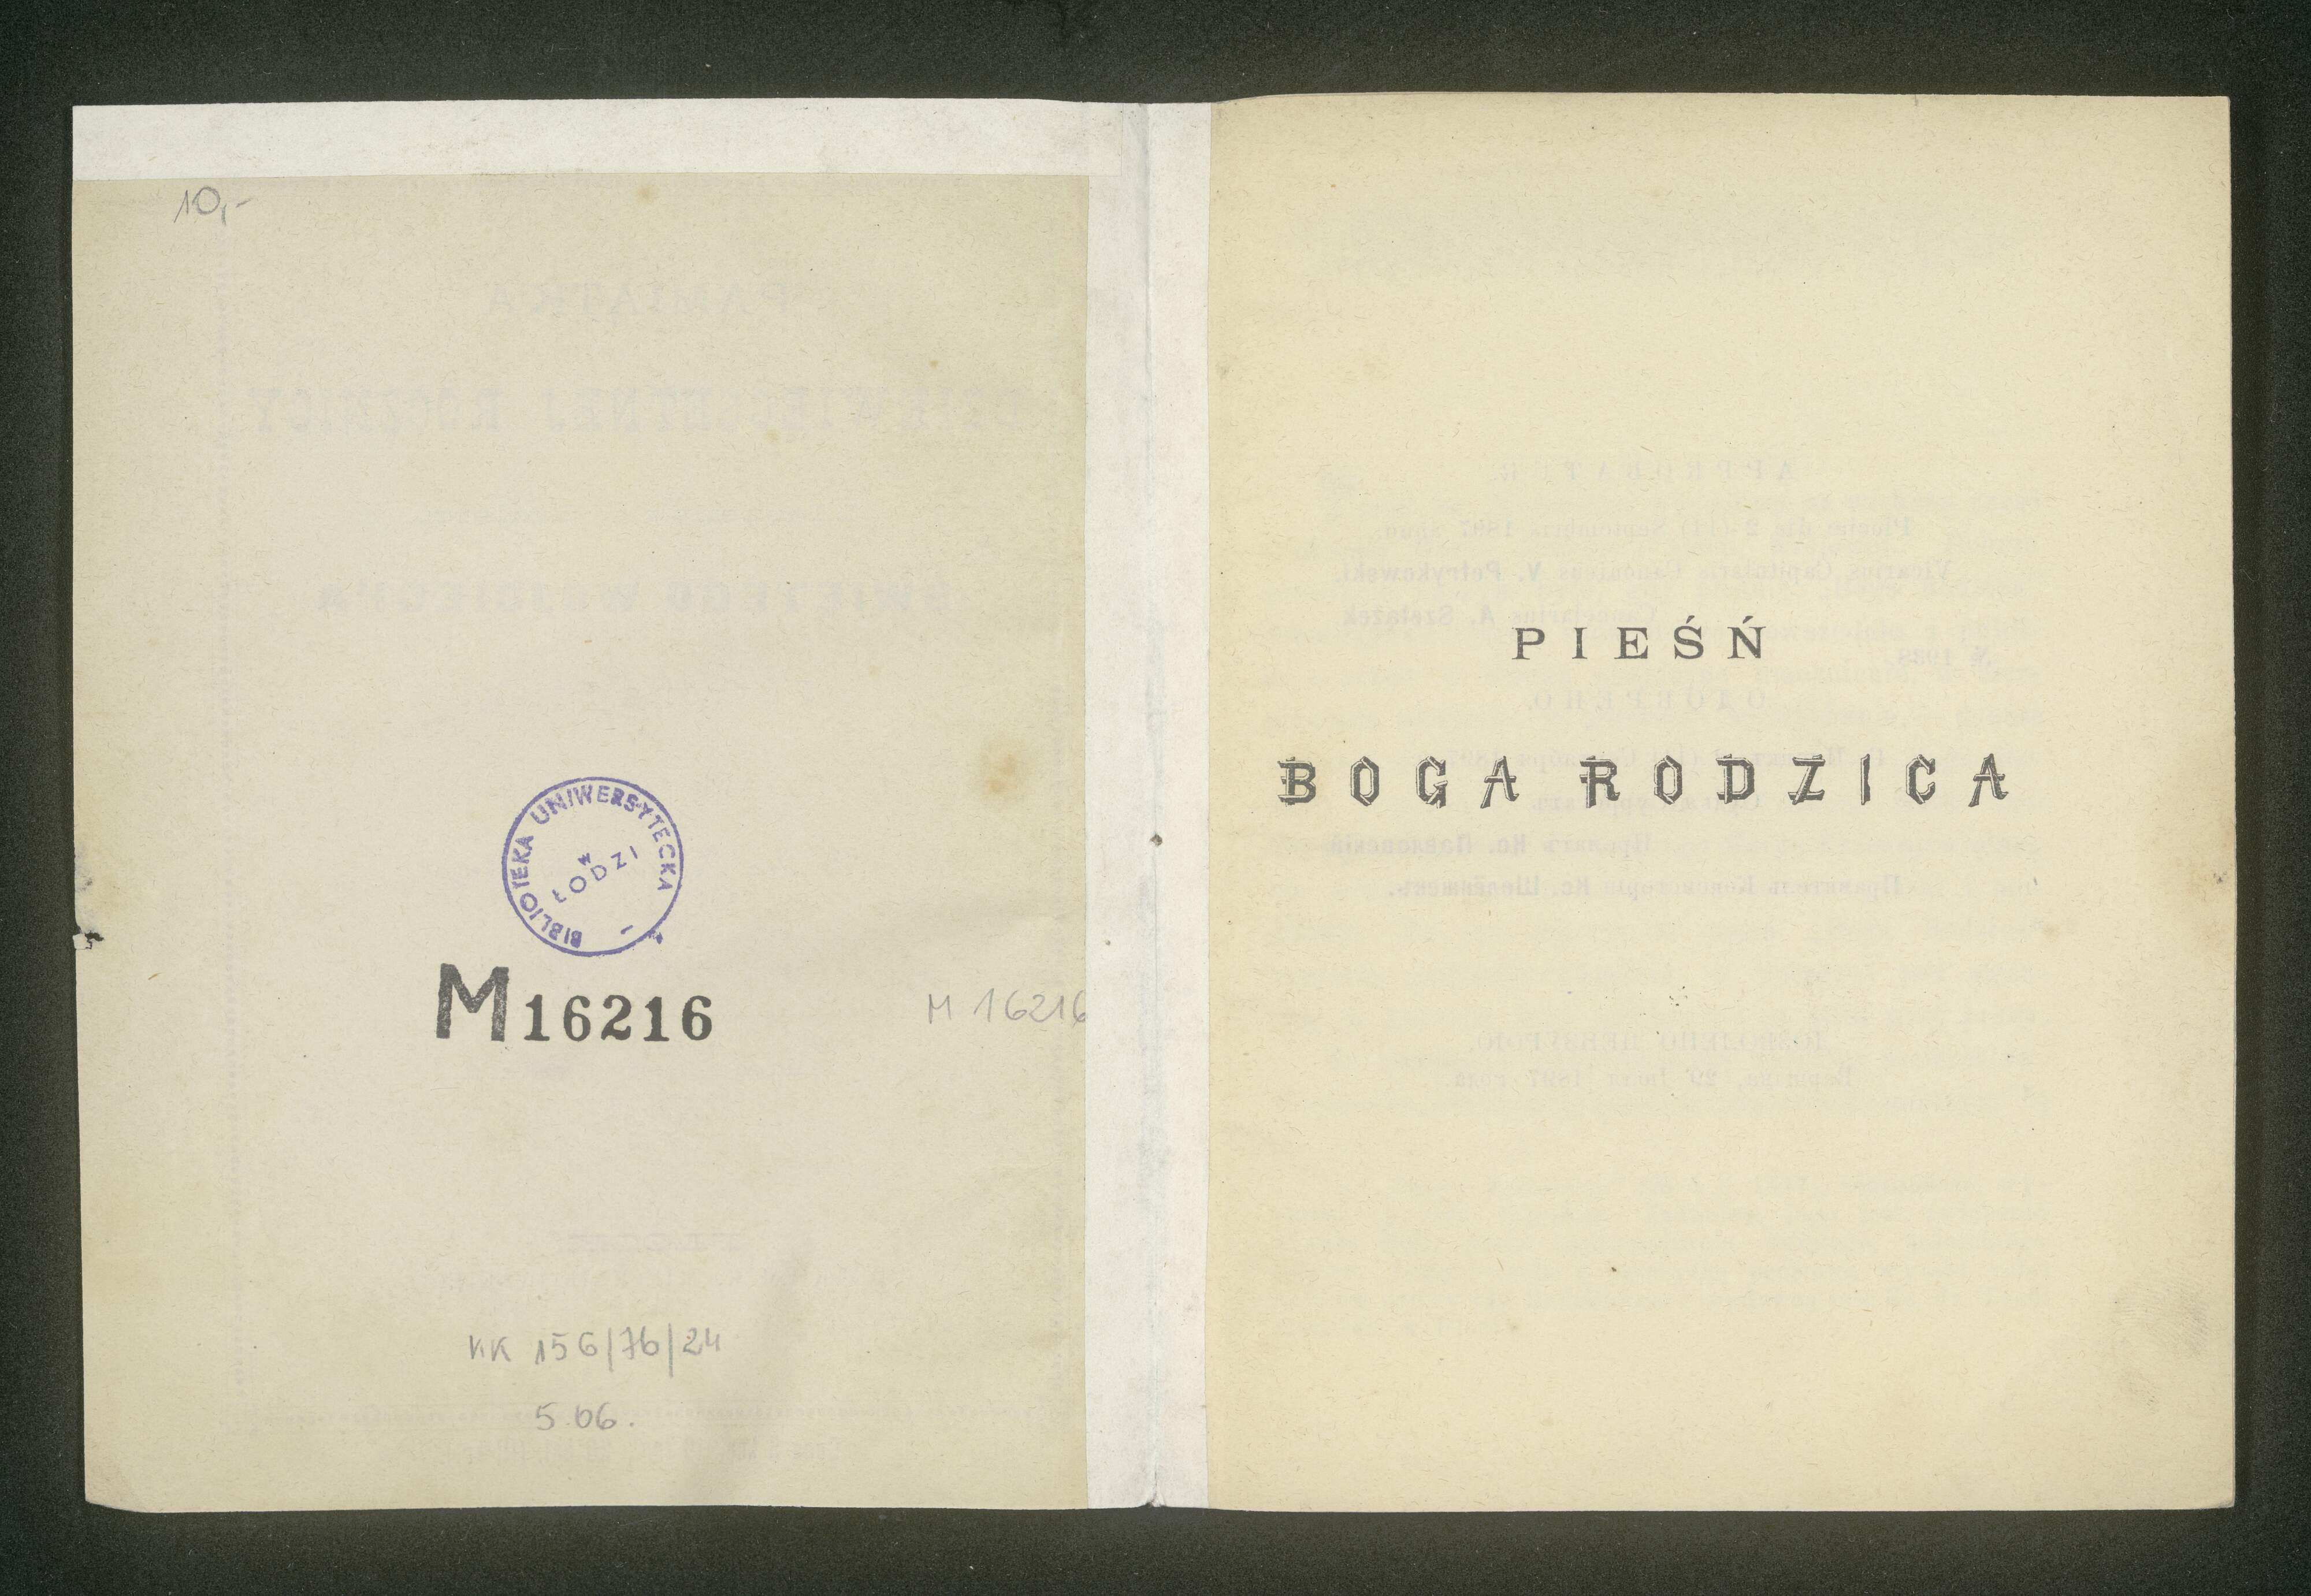 10,-
BIBLIOTEKA UNIWERSYTECKA
W
ŁODZI
M 16216
M 16216
KK 156/76/24
5.06.
PIEŚŃ
BOGA RODZICA